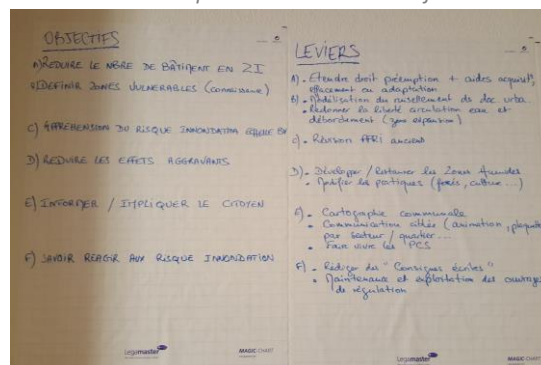 OBJECTIFS
A) REDUIRE LE NBRE DE BÂTIMENT EN ZI
B) DEFINIR ZONES VULNERABLES (connaissance)
C) APPREHENSION DU RISQUE INNONDATION
D) REDUIRE LES EFFETS AGGRAVANTS
E) INFORMER / IMPLIQUER LE CITOYEN
F) SAVOIR REAGIR AUX RISQUE INNONDATION
Legamaster
MAGIC-CHART
LEVIERS
A) - Etendre droit préemption + aides
effacement ou adaptation
B) - Modélisation du ruissellement ds doc urba.
- Redonner la liberté circulation eau et
débordement (zone expansion)
C) - Révision PPRi anciens
D) - Développer / Restaurer les Zones Humides
- Modifier les pratiques (forêts, culture...)
E) - Cartographie communale
- Communication ciblée (animation, plaquette
par secteur / quartier...
- Faire vivre les PCS
F) - Rédiger des "Consignes écrites"
- Maintenance et exploitation des ouvrage
de régulation
Legamaster
MAGIC-CHART